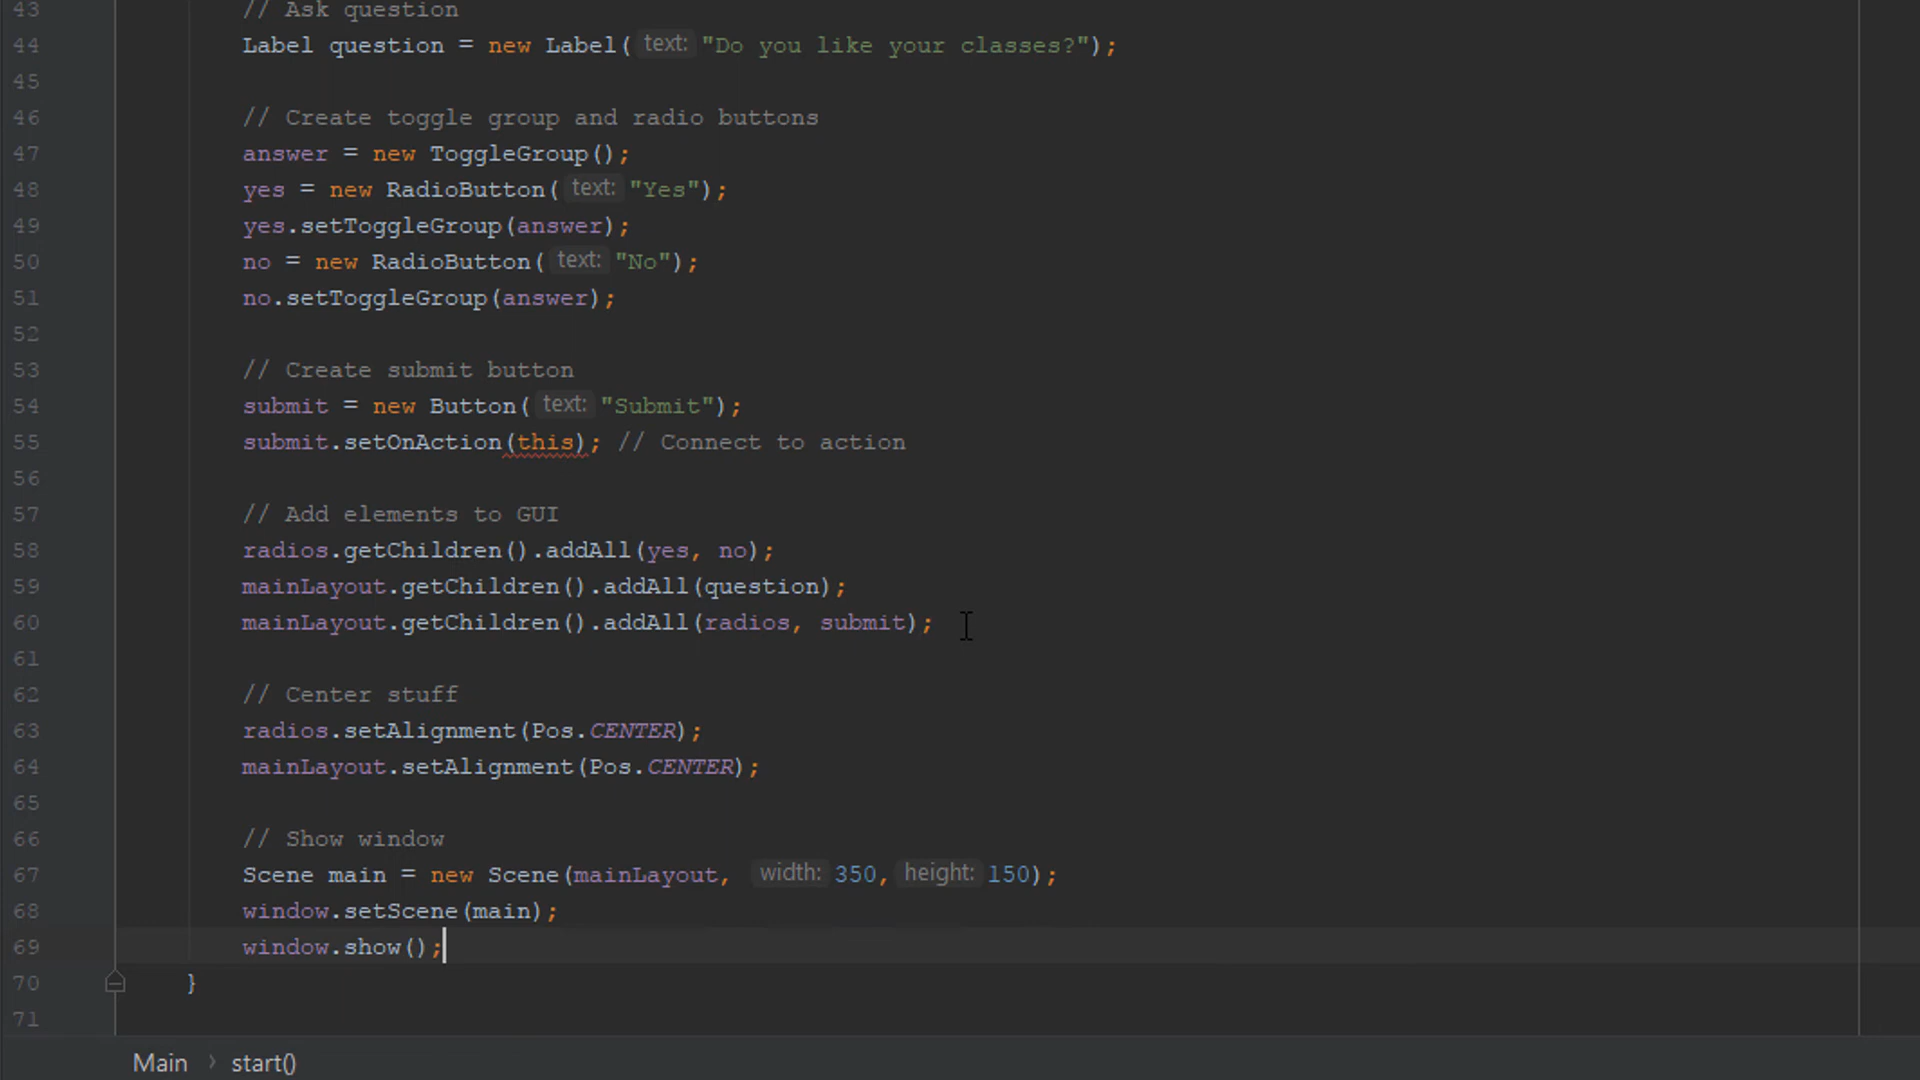 43 // Ask question
44 Label question = new Label( text: "Do you like your classes?");
45
46 // Create toggle group and radio buttons
47 answer = new ToggleGroup();
48 yes = new RadioButton( text: "Yes");
49 yes.setToggleGroup(answer);
50 no = new RadioButton( text: "No");
51 no.setToggleGroup(answer);
52
53 // Create submit button
54 submit = new Button( text: "Submit");
55 submit.setOnAction(this); // Connect to action
56
57 // Add elements to GUI
58 radios.getChildren().addAll(yes, no);
59 mainLayout.getChildren().addAll(question);
60 mainLayout.getChildren().addAll(radios, submit);
61
62 // Center stuff
63 radios.setAlignment(Pos.CENTER);
64 mainLayout.setAlignment(Pos.CENTER);
65
66 // Show window
67 Scene main = new Scene(mainLayout, width: 350, height: 150);
68 window.setScene(main);
69 window.show();
70 }
71
Main › start()